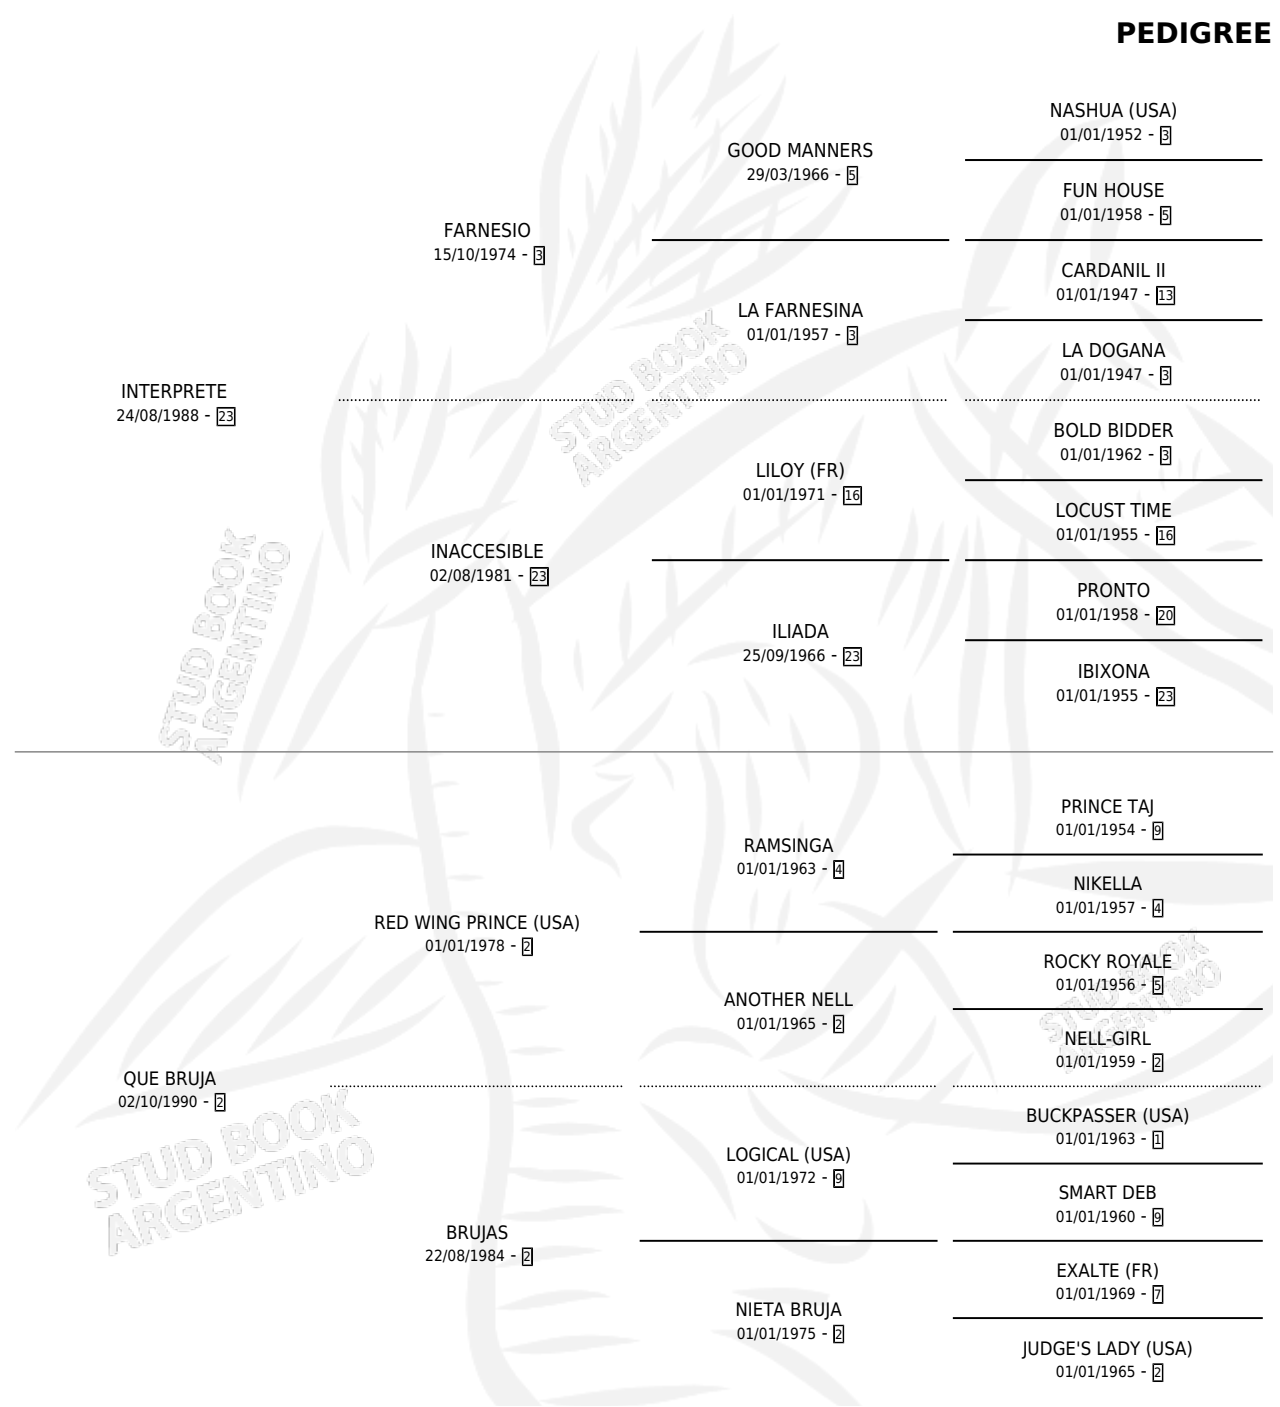 PEDIGREE
NASHUA (USA)
01/01/1952 - 3
GOOD MANNERS
29/03/1966 - 5
FUN HOUSE
01/01/1958 - 5
FARNESIO
15/10/1974 - 3
CARDANIL II
01/01/1947 - 13
LA FARNESINA
01/01/1957 - 3
LA DOGANA
01/01/1947 - 3
INTERPRETE
24/08/1988 - 23
BOLD BIDDER
01/01/1962 - 3
LILOY (FR)
01/01/1971 - 16
LOCUST TIME
01/01/1955 - 16
INACCESIBLE
02/08/1981 - 23
PRONTO
01/01/1958 - 20
ILIADA
25/09/1966 - 23
IBIXONA
01/01/1955 - 23
PRINCE TAJ
01/01/1954 - 9
RAMSINGA
01/01/1963 - 4
NIKELLA
01/01/1957 - 4
RED WING PRINCE (USA)
01/01/1978 - 2
ROCKY ROYALE
01/01/1956 - 5
ANOTHER NELL
01/01/1965 - 2
NELL-GIRL
01/01/1959 - 2
QUE BRUJA
02/10/1990 - 2
BUCKPASSER (USA)
01/01/1963 - 1
LOGICAL (USA)
01/01/1972 - 9
SMART DEB
01/01/1960 - 9
BRUJAS
22/08/1984 - 2
EXALTE (FR)
01/01/1969 - 7
NIETA BRUJA
01/01/1975 - 2
JUDGE'S LADY (USA)
01/01/1965 - 2
STUD BOOK
ARGENTINO
STUD BOOK
ARGENTINO
STUD BOOK
ARGENTINO
STUD BOOK
ARGENTINO